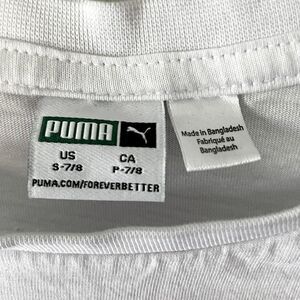 PUMA
US CA
S-7/8 P-7/8
PUMA.COM/FOREVERBETTER
Made in Bangladesh
Fabriqué au
Bangladesh